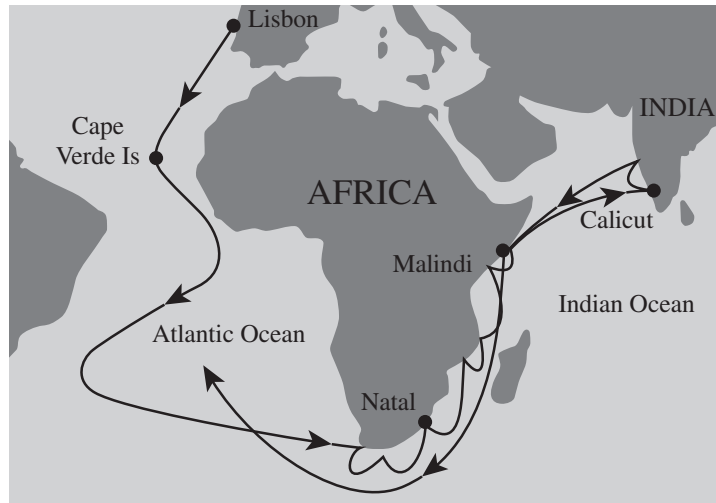 Lisbon
INDIA
Cape
Verde Is
AFRICA
Calicut
Malindi
Indian Ocean
Atlantic Ocean
Natal